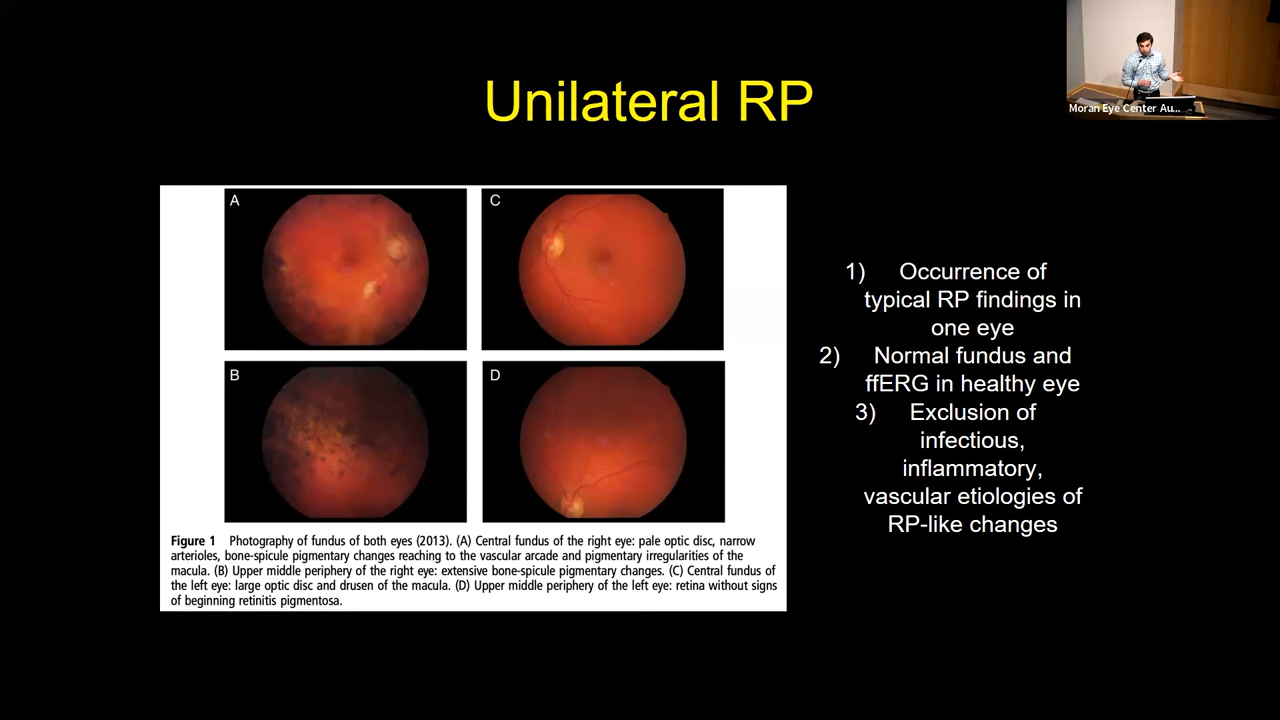 Unilateral RP
Moran Eye Center Au...
A
C
B
D
1) Occurrence of
typical RP findings in
one eye
2) Normal fundus and
ffERG in healthy eye
3) Exclusion of
infectious,
inflammatory,
vascular etiologies of
RP-like changes
Figure 1 Photography of fundus of both eyes (2013). (A) Central fundus of the right eye: pale optic disc, narrow
arterioles, bone-spicule pigmentary changes reaching to the vascular arcade and pigmentary irregularities of the
macula. (B) Upper middle periphery of the right eye: extensive bone-spicule pigmentary changes. (C) Central fundus of
the left eye: large optic disc and drusen of the macula. (D) Upper middle periphery of the left eye: retina without signs
of beginning retinitis pigmentosa.